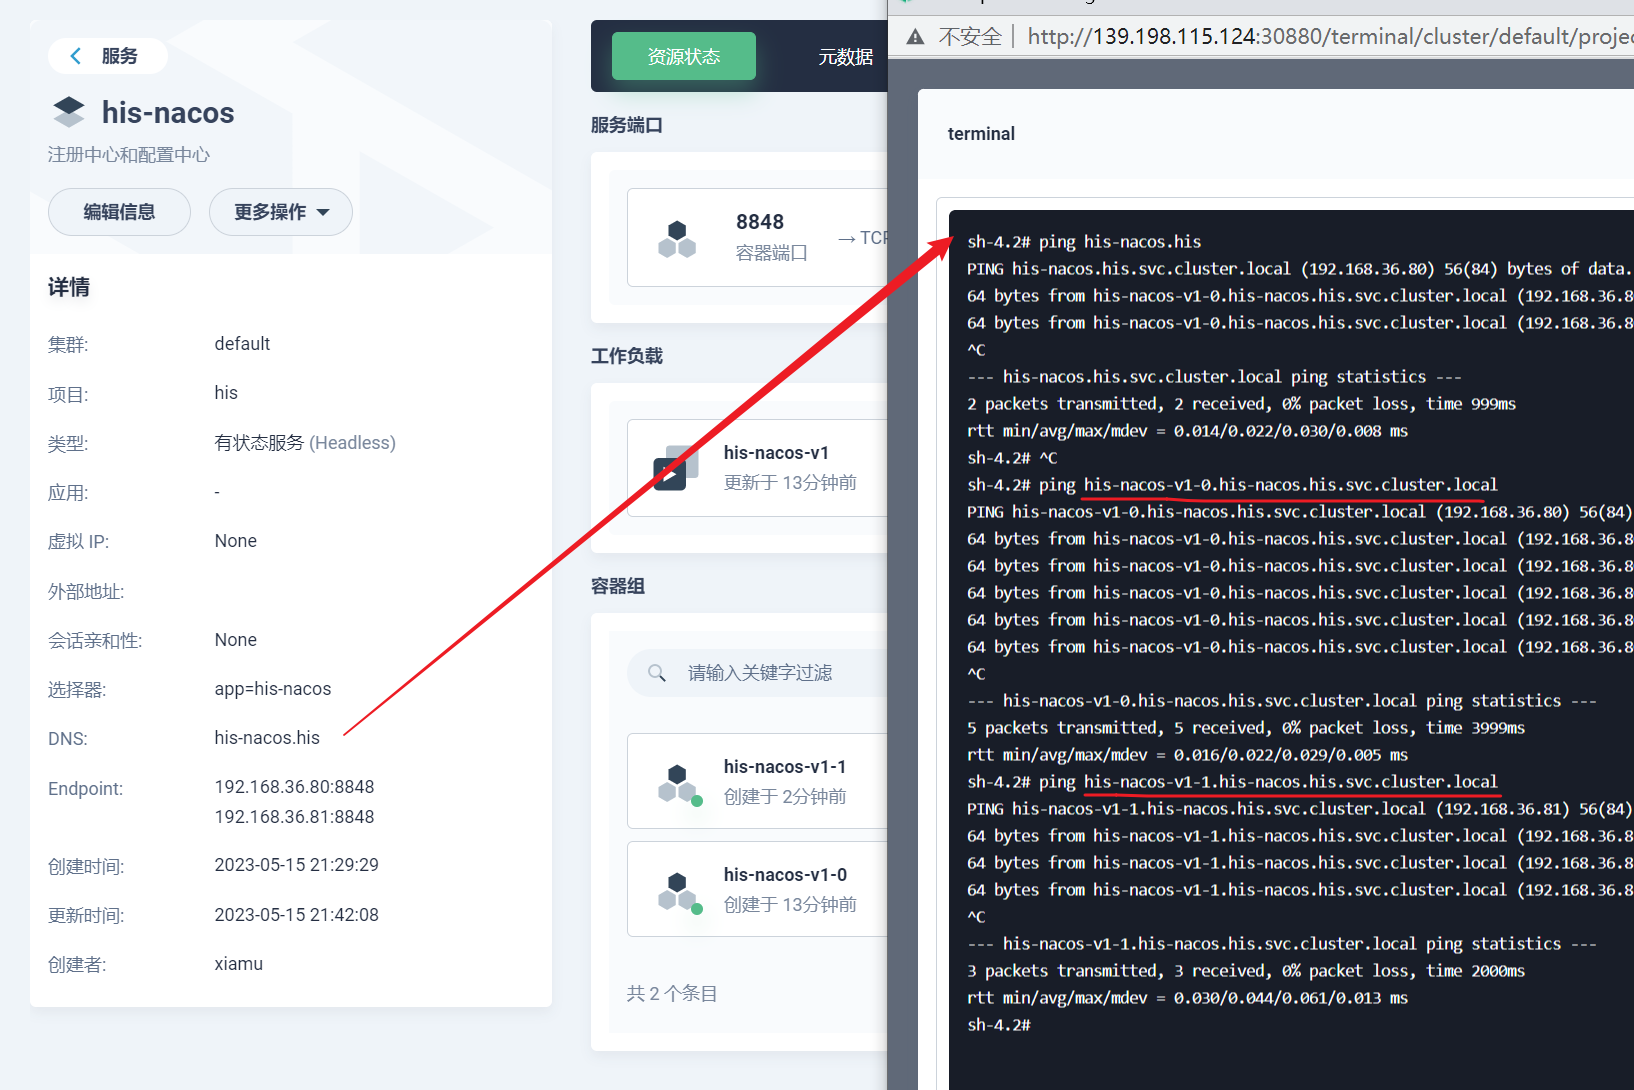 服务
his-nacos
注册中心和配置中心
编辑信息
更多操作
详情
集群: default
项目: his
类型: 有状态服务 (Headless)
应用: -
虚拟 IP: None
外部地址:
会话亲和性: None
选择器: app=his-nacos
DNS: his-nacos.his
Endpoint: 192.168.36.80:8848
192.168.36.81:8848
创建时间: 2023-05-15 21:29:29
更新时间: 2023-05-15 21:42:08
创建者: xiamu
资源状态
元数据
服务端口
8848
容器端口
→ TCP
工作负载
his-nacos-v1
更新于 13分钟前
容器组
请输入关键字过滤
his-nacos-v1-1
创建于 2分钟前
his-nacos-v1-0
创建于 13分钟前
共 2 个条目
不安全 http://139.198.115.124:30880/terminal/cluster/default/projec
terminal
sh-4.2# ping his-nacos.his
PING his-nacos.his.svc.cluster.local (192.168.36.80) 56(84) bytes of data.
64 bytes from his-nacos-v1-0.his-nacos.his.svc.cluster.local (192.168.36.8
64 bytes from his-nacos-v1-0.his-nacos.his.svc.cluster.local (192.168.36.8
^C
--- his-nacos.his.svc.cluster.local ping statistics ---
2 packets transmitted, 2 received, 0% packet loss, time 999ms
rtt min/avg/max/mdev = 0.014/0.022/0.030/0.008 ms
sh-4.2# ^C
sh-4.2# ping his-nacos-v1-0.his-nacos.his.svc.cluster.local
PING his-nacos-v1-0.his-nacos.his.svc.cluster.local (192.168.36.80) 56(84)
64 bytes from his-nacos-v1-0.his-nacos.his.svc.cluster.local (192.168.36.8
64 bytes from his-nacos-v1-0.his-nacos.his.svc.cluster.local (192.168.36.8
64 bytes from his-nacos-v1-0.his-nacos.his.svc.cluster.local (192.168.36.8
64 bytes from his-nacos-v1-0.his-nacos.his.svc.cluster.local (192.168.36.8
64 bytes from his-nacos-v1-0.his-nacos.his.svc.cluster.local (192.168.36.8
^C
--- his-nacos-v1-0.his-nacos.his.svc.cluster.local ping statistics ---
5 packets transmitted, 5 received, 0% packet loss, time 3999ms
rtt min/avg/max/mdev = 0.016/0.022/0.029/0.005 ms
sh-4.2# ping his-nacos-v1-1.his-nacos.his.svc.cluster.local
PING his-nacos-v1-1.his-nacos.his.svc.cluster.local (192.168.36.81) 56(84)
64 bytes from his-nacos-v1-1.his-nacos.his.svc.cluster.local (192.168.36.8
64 bytes from his-nacos-v1-1.his-nacos.his.svc.cluster.local (192.168.36.8
64 bytes from his-nacos-v1-1.his-nacos.his.svc.cluster.local (192.168.36.8
^C
--- his-nacos-v1-1.his-nacos.his.svc.cluster.local ping statistics ---
3 packets transmitted, 3 received, 0% packet loss, time 2000ms
rtt min/avg/max/mdev = 0.030/0.044/0.061/0.013 ms
sh-4.2#